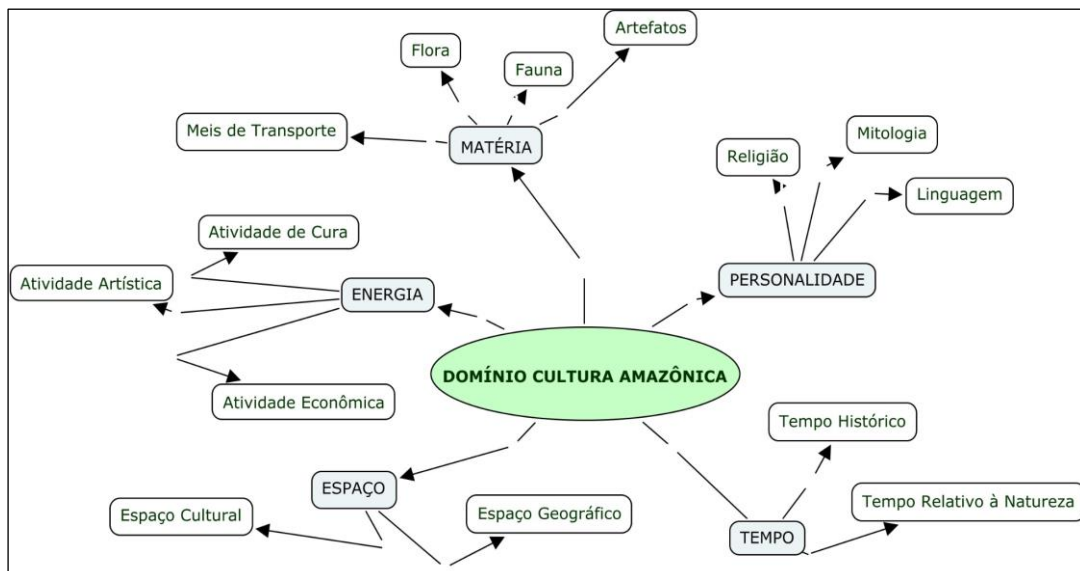 Artefatos
Flora
Fauna
Meis de Transporte
MATÉRIA
Mitologia
Religião
Linguagem
PERSONALIDADE
Atividade de Cura
Atividade Artística
ENERGIA
DOMÍNIO CULTURA AMAZÔNICA
Atividade Econômica
Tempo Histórico
ESPAÇO
Espaço Cultural
Espaço Geográfico
Tempo Relativo à Natureza
TEMPO